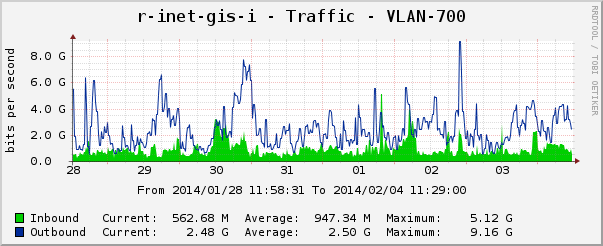 r-inet-gis-i - Traffic - VLAN-700
RRDTOOL / TOBI OETIKER
bits per second
8.0 G
6.0 G
4.0 G
2.0 G
0.0
28 29 30 31 01 02 03
From 2014/01/28 11:58:31 To 2014/02/04 11:29:00
Inbound Current: 562.68 M Average: 947.34 M Maximum: 5.12 G
Outbound Current: 2.48 G Average: 2.50 G Maximum: 9.16 G